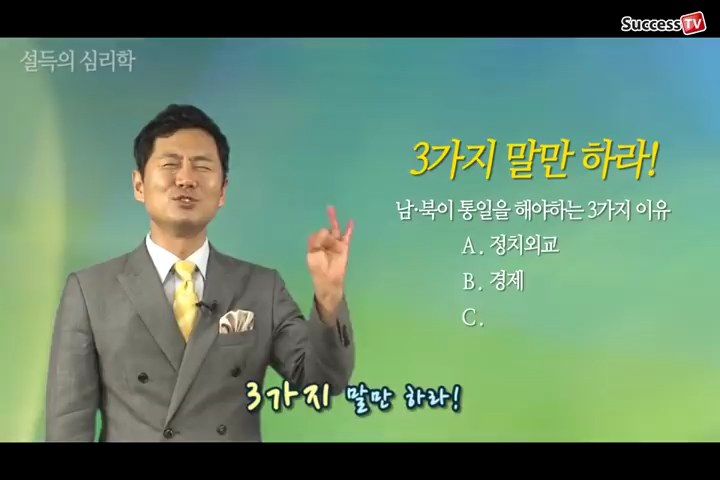 Success TV
설득의 심리학
3가지 말만 하라!
남·북이 통일을 해야하는 3가지 이유
A. 정치외교
B. 경제
C.
3가지 말만 하라!